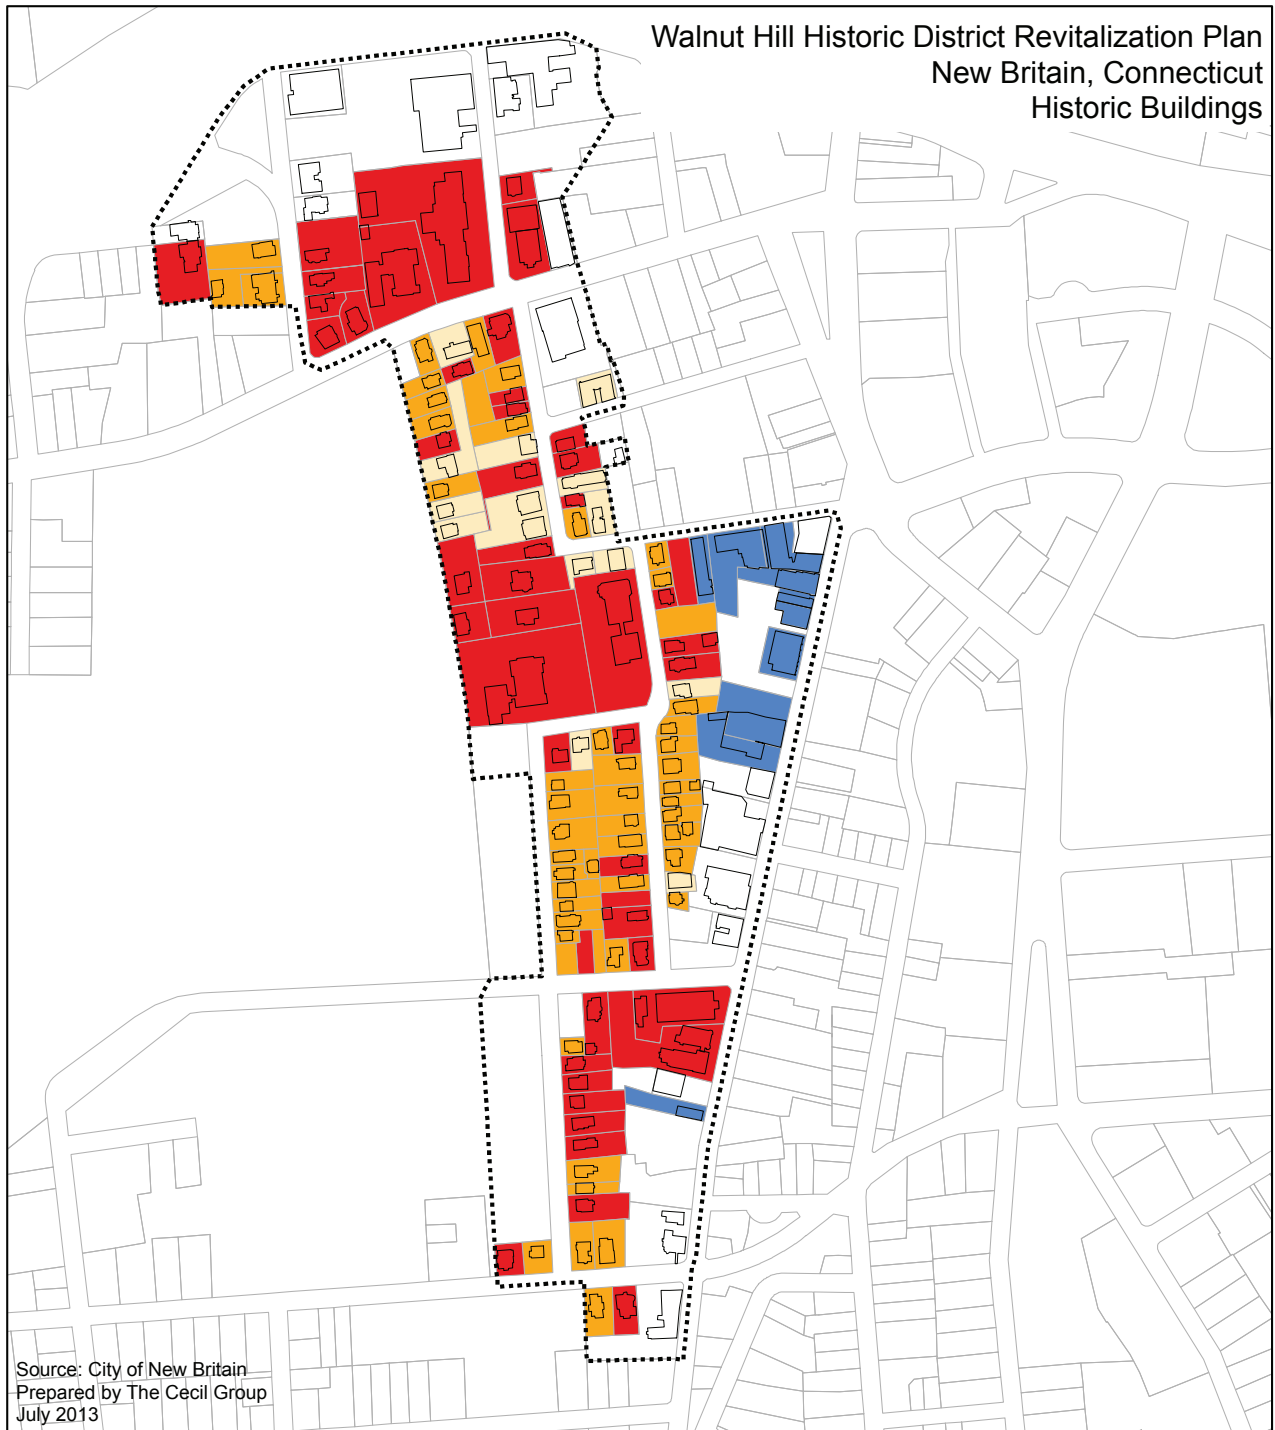 Walnut Hill Historic District Revitalization Plan
New Britain, Connecticut
Historic Buildings
Source: City of New Britain
Prepared by The Cecil Group
July 2013